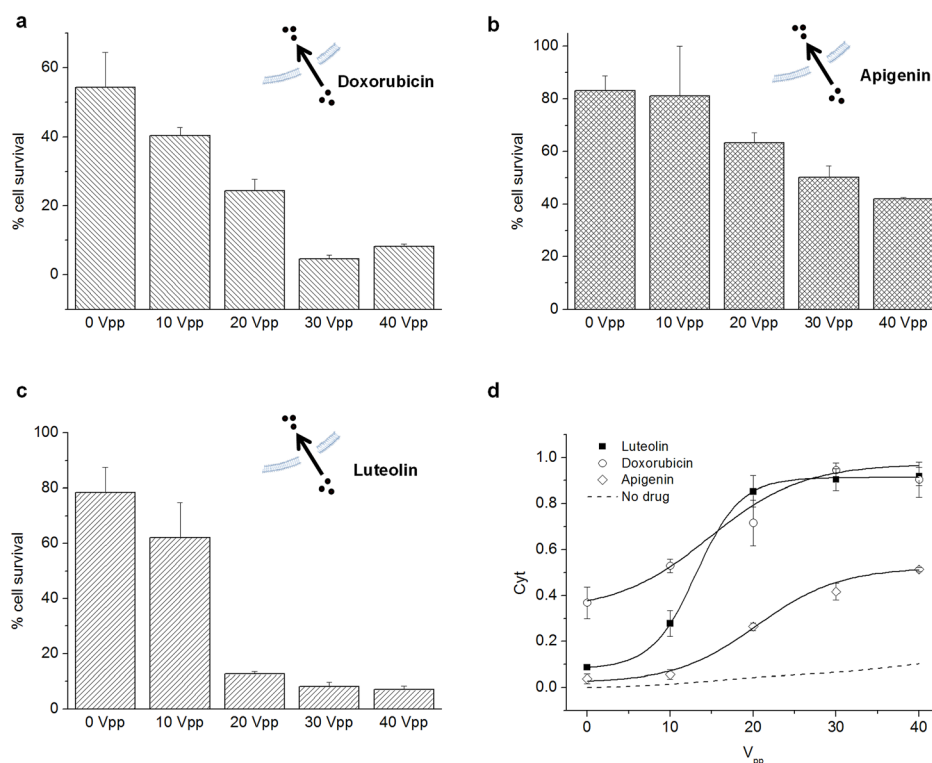 a
Doxorubicin
% cell survival
60
40
20
0
0 Vpp 10 Vpp 20 Vpp 30 Vpp 40 Vpp
b
Apigenin
% cell survival
100
80
60
40
20
0
0 Vpp 10 Vpp 20 Vpp 30 Vpp 40 Vpp
c
Luteolin
% cell survival
100
80
60
40
20
0
0 Vpp 10 Vpp 20 Vpp 30 Vpp 40 Vpp
d
Luteolin
Doxorubicin
Apigenin
No drug
Cyt
1.0
0.8
0.6
0.4
0.2
0.0
0 10 20 30 40
Vpp